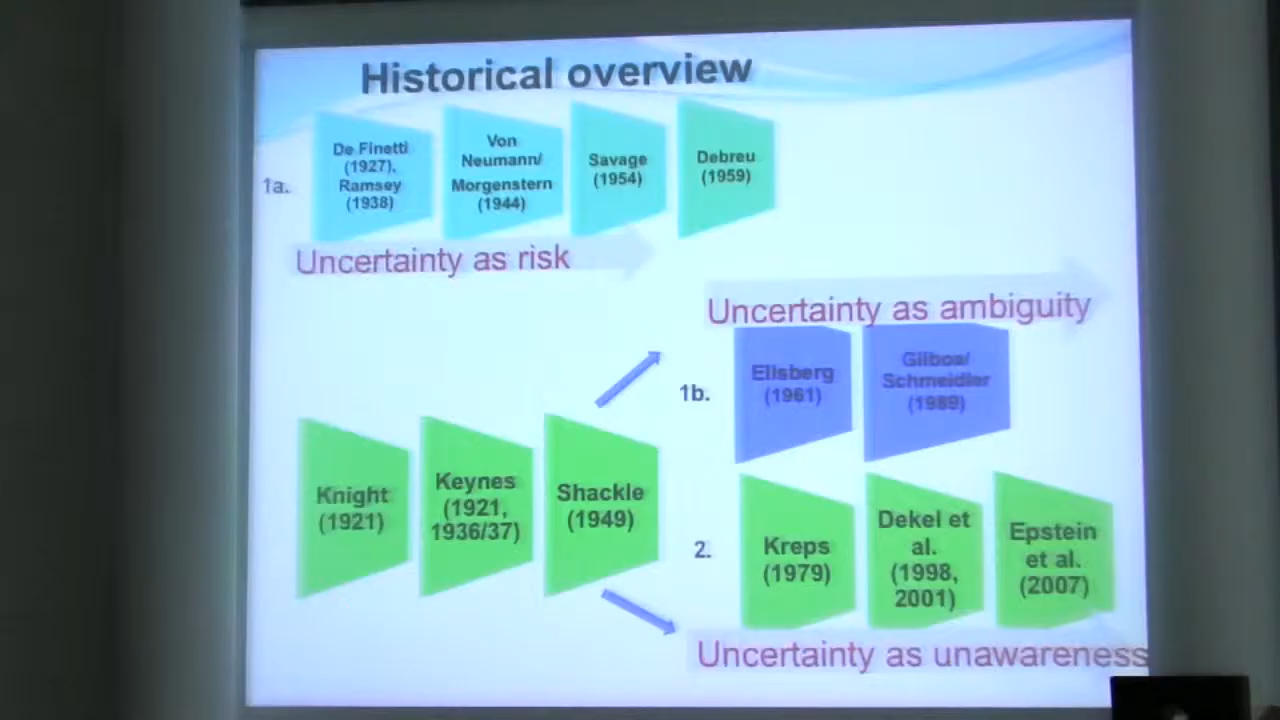 Historical overview
1a.
De Finetti
(1927),
Ramsey
(1938)
Von
Neumann/
Morgenstern
(1944)
Savage
(1954)
Debreu
(1959)
Uncertainty as risk
Uncertainty as ambiguity
1b.
Ellsberg
(1961)
Gilboa/
Schmeidler
(1989)
Knight
(1921)
Keynes
(1921,
1936/37)
Shackle
(1949)
2.
Kreps
(1979)
Dekel et
al.
(1998,
2001)
Epstein
et al.
(2007)
Uncertainty as unawareness